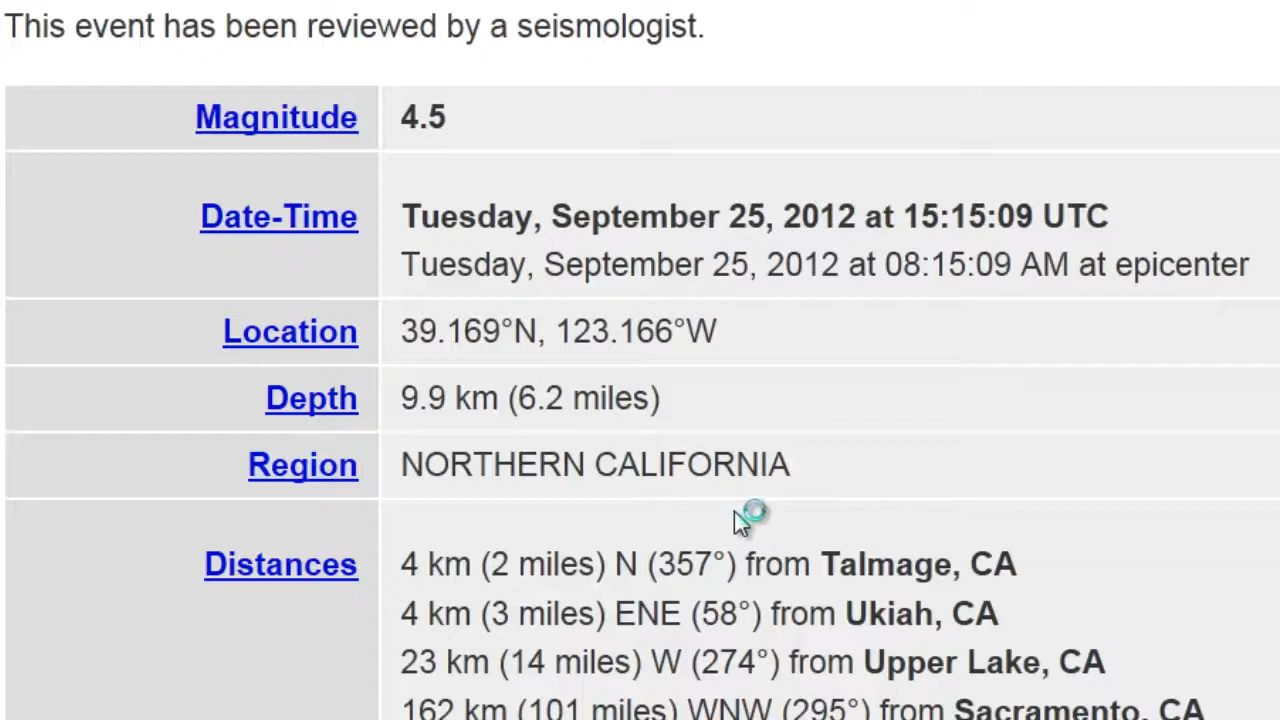 This event has been reviewed by a seismologist.
Magnitude 4.5
Date-Time Tuesday, September 25, 2012 at 15:15:09 UTC
Tuesday, September 25, 2012 at 08:15:09 AM at epicenter
Location 39.169°N, 123.166°W
Depth 9.9 km (6.2 miles)
Region NORTHERN CALIFORNIA
Distances 4 km (2 miles) N (357°) from Talmage, CA
4 km (3 miles) ENE (58°) from Ukiah, CA
23 km (14 miles) W (274°) from Upper Lake, CA
162 km (101 miles) WNW (295°) from Sacramento, CA